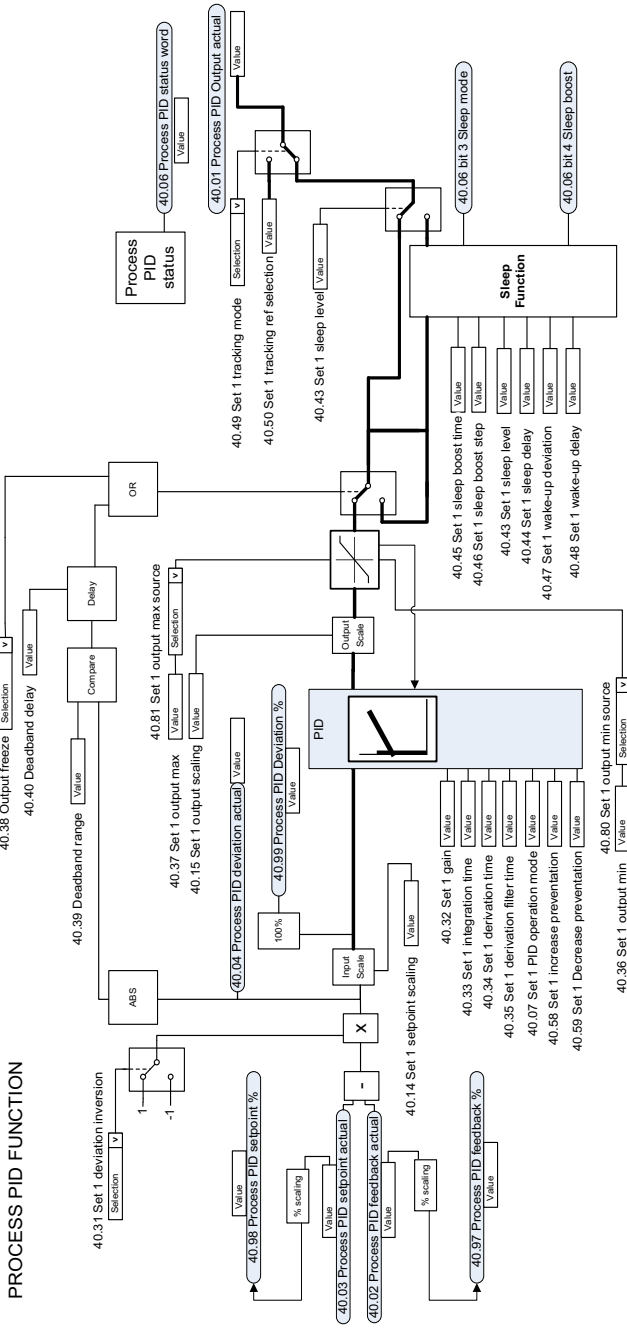 PROCESS PID FUNCTION
40.31 Set 1 deviation inversion
Selection v
1
-1
ABS
40.38 Output freeze Selection v
40.40 Deadband delay Value
40.39 Deadband range Value
Compare
Delay
OR
Process PID status
40.06 Process PID status word
Value
40.98 Process PID setpoint %
Value
% scaling
40.03 Process PID setpoint actual
Value
40.02 Process PID feedback actual
Value
% scaling
40.97 Process PID feedback %
Value
-
X
Input Scale
40.14 Set 1 setpoint scaling
Value
40.04 Process PID deviation actual Value
100%
40.99 Process PID Deviation %
Value
40.81 Set 1 output max source
40.37 Set 1 output max Value Selection v
40.15 Set 1 output scaling Value
PID
Output Scale
40.32 Set 1 gain Value
40.33 Set 1 integration time Value
40.34 Set 1 derivation time Value
40.35 Set 1 derivation filter time Value
40.07 Set 1 PID operation mode Value
40.58 Set 1 increase preventation Value
40.59 Set 1 Decrease preventation Value
40.80 Set 1 output min source
40.36 Set 1 output min Value Selection v
40.49 Set 1 tracking mode Selection v
40.50 Set 1 tracking ref selection Value
40.43 Set 1 sleep level Value
40.01 Process PID Output actual
Value
40.45 Set 1 sleep boost time Value
40.46 Set 1 sleep boost step Value
40.43 Set 1 sleep level Value
40.44 Set 1 sleep delay Value
40.47 Set 1 wake-up deviation Value
40.48 Set 1 wake-up delay Value
Sleep Function
40.06 bit 3 Sleep mode
40.06 bit 4 Sleep boost